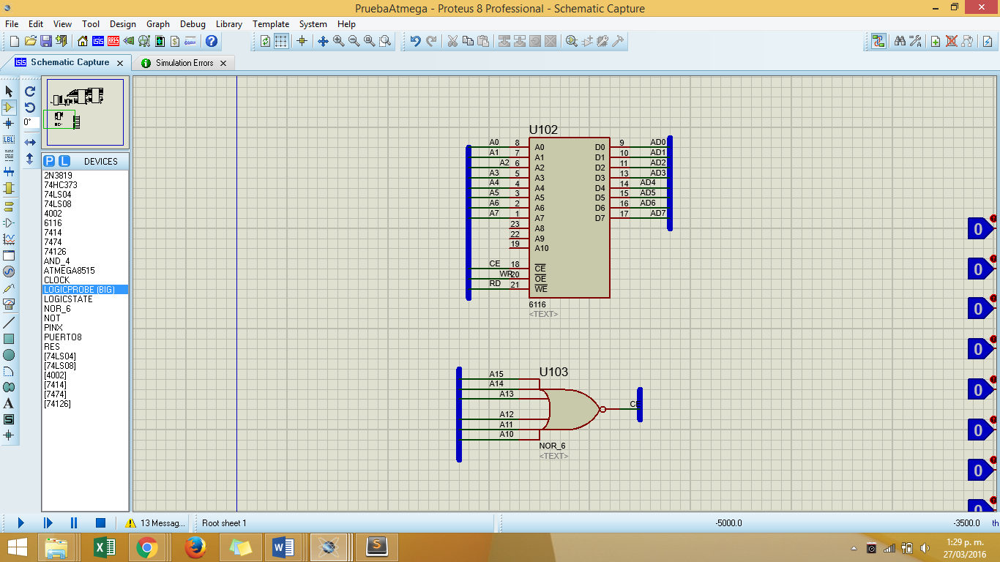 PruebaAtmega - Proteus 8 Professional - Schematic Capture
File Edit View Tool Design Graph Debug Library Template System Help
Schematic Capture
Simulation Errors
0°
LBL
P L DEVICES
2N3819
74HC373
74LS04
74LS08
4002
6116
7414
7474
74126
AND_4
ATMEGA8515
CLOCK
LOGICPROBE (BIG)
LOGICSTATE
NOR_6
NOT
PINX
PUERTO8
RES
[74LS04]
[74LS08]
[4002]
[7414]
[7474]
[74126]
U102
A0 8 A0 D0 9 AD0
A1 7 A1 D1 10 AD1
A2 6 A2 D2 11 AD2
A3 5 A3 D3 13 AD3
A4 4 A4 D4 14 AD4
A5 3 A5 D5 15 AD5
A6 2 A6 D6 16 AD6
A7 1 A7 D7 17 AD7
23 A8
22 A9
19 A10
CE 18 CE
WR 20 OE
RD 21 WE
6116
<TEXT>
U103
A15
A14
A13
A12
A11
A10
CE
NOR_6
<TEXT>
0
0
0
0
0
0
0
0
13 Messag...
Root sheet 1
-5000.0
-3500.0
th
1:29 p. m.
27/03/2016